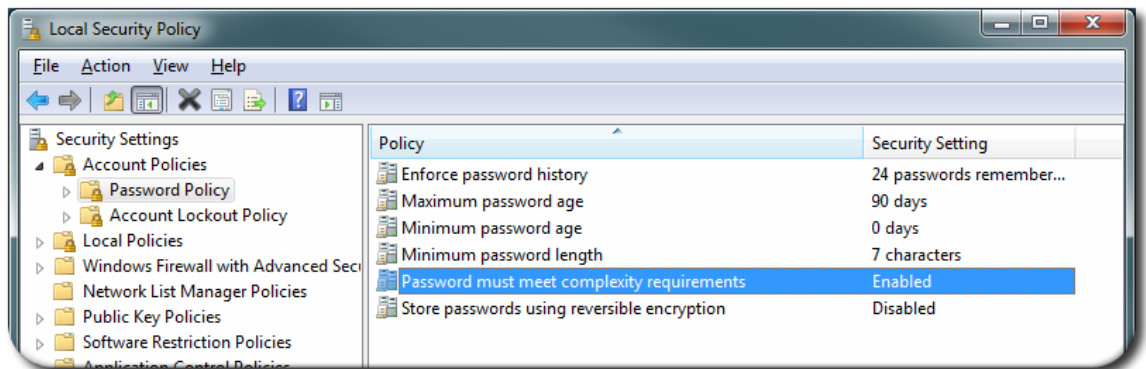 Local Security Policy
File Action View Help
Security Settings
Account Policies
Password Policy
Account Lockout Policy
Local Policies
Windows Firewall with Advanced Secu
Network List Manager Policies
Public Key Policies
Software Restriction Policies
Application Control Policies
Policy Security Setting
Enforce password history 24 passwords remember...
Maximum password age 90 days
Minimum password age 0 days
Minimum password length 7 characters
Password must meet complexity requirements Enabled
Store passwords using reversible encryption Disabled